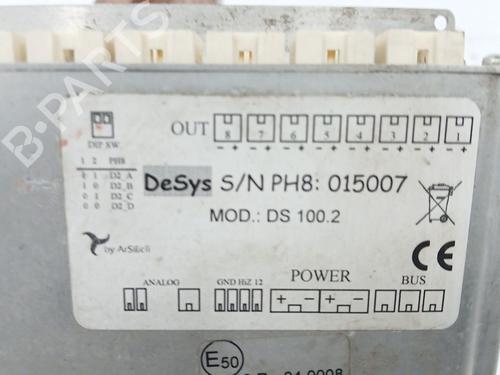 OUT
8 7 6 5 4 3 2 1
- + - + - + - + - + - + - + - +
DIP SW.
1 2 PH8
1 1 D2_A
1 0 D2_B
0 1 D2_C
0 0 D2_D
DeSys S/N PH8: 015007
MOD.: DS 100.2
by ArSilicii
CE
ANALOG
GND HiZ 12
POWER
BUS
+ - + -
E50
B-PARTS